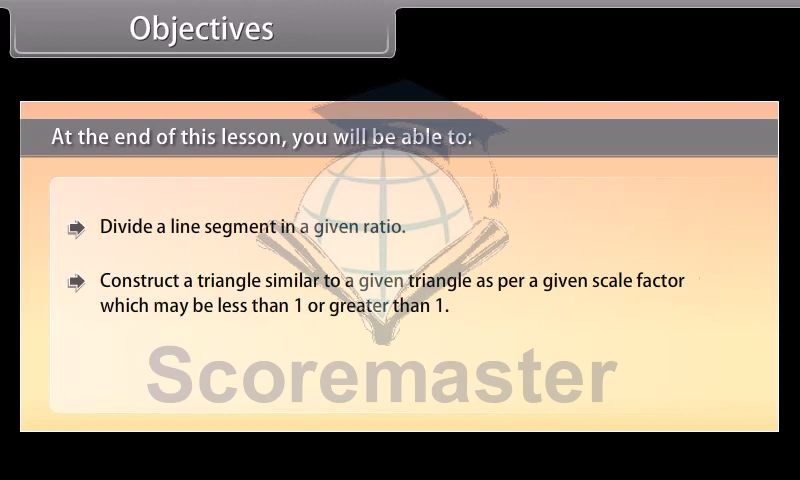 Objectives
At the end of this lesson, you will be able to:
Divide a line segment in a given ratio.
Construct a triangle similar to a given triangle as per a given scale factor
which may be less than 1 or greater than 1.
Scoremaster